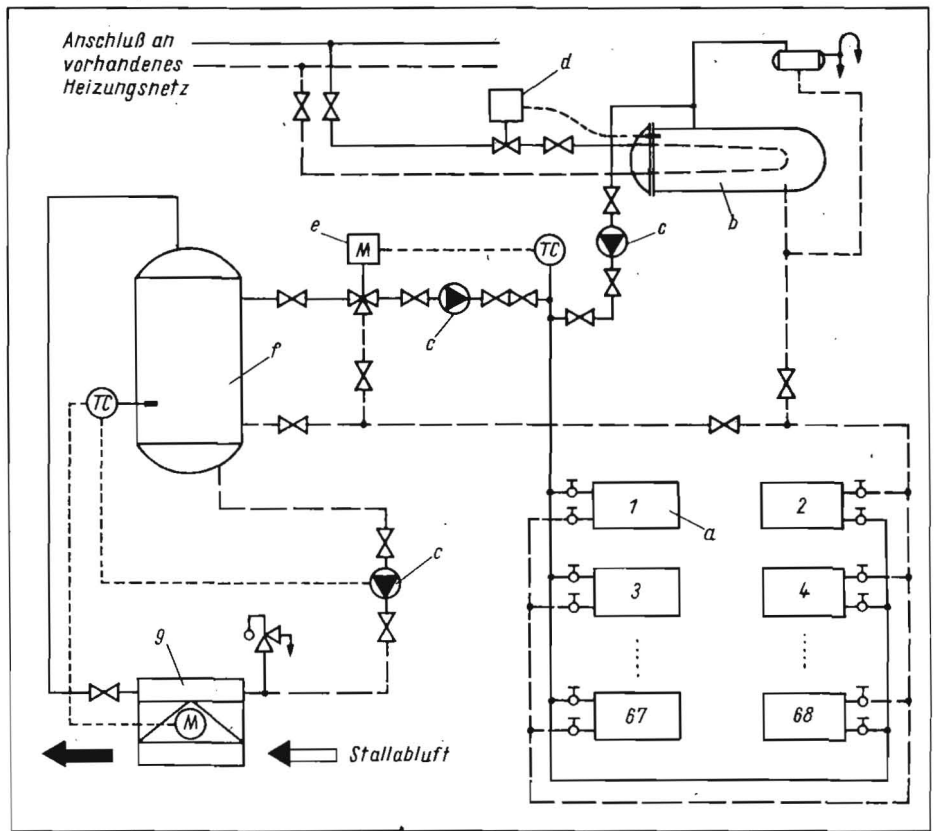 Anschluß an
vorhandenes
Heizungsnetz
d
b
c
e
M
TC
c
f
TC
1
a
2
3
4
67
68
c
g
M
Stallabluft